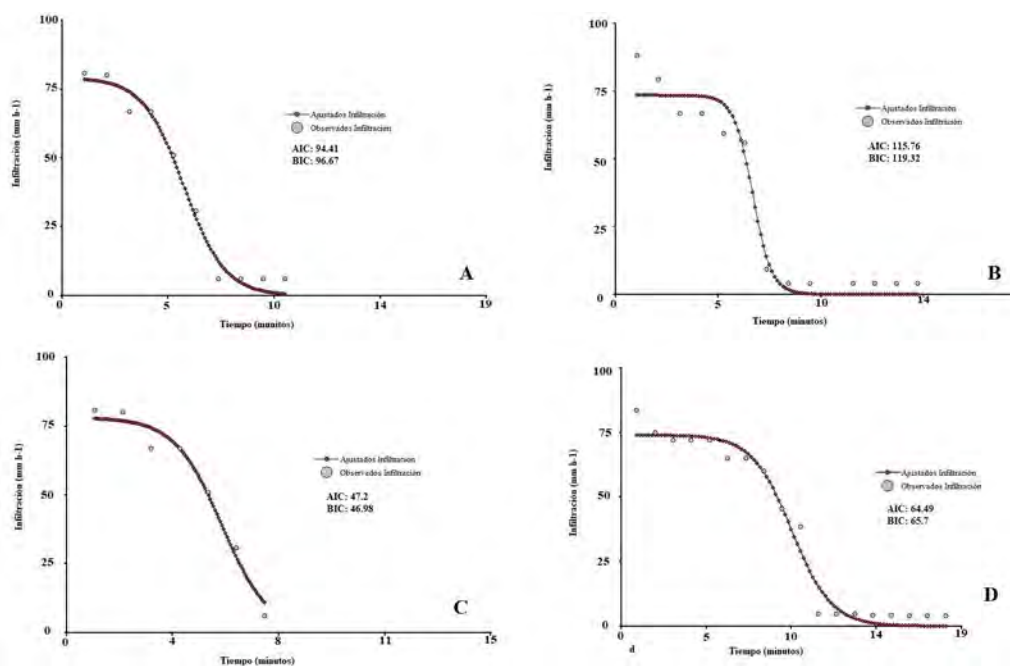 100
75
50
25
0
Infiltración (mm h-1)
Ajustados Infiltración
Observados Infiltración
AIC: 94.41
BIC: 96.67
A
0
5
10
14
19
Tiempo (munitos)
100
75
50
25
0
Infiltración (mm h-1)
Ajustados Infiltración
Observados Infiltración
AIC: 115.76
BIC: 119.32
B
0
5
10
14
Tiempo (minutos)
100
75
50
25
0
Infiltración (mm h-1)
Ajustados Infiltración
Observados Infiltración
AIC: 47.2
BIC: 46.98
C
0
4
8
11
15
Tiempo (minutos)
100
75
50
25
0
Infiltración (mm h-1)
Ajustados Infiltración
Observados Infiltración
AIC: 64.49
BIC: 65.7
D
d
5
10
14
19
Tiempo (minutos)